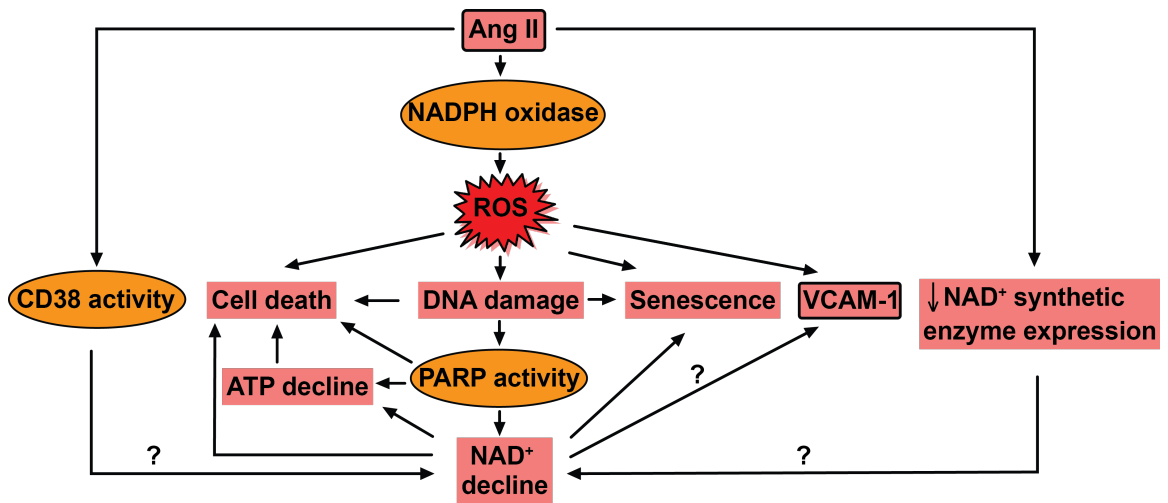 Ang II
NADPH oxidase
ROS
CD38 activity
Cell death
DNA damage
Senescence
VCAM-1
↓ NAD⁺ synthetic
enzyme expression
ATP decline
PARP activity
?
?
NAD⁺
decline
?